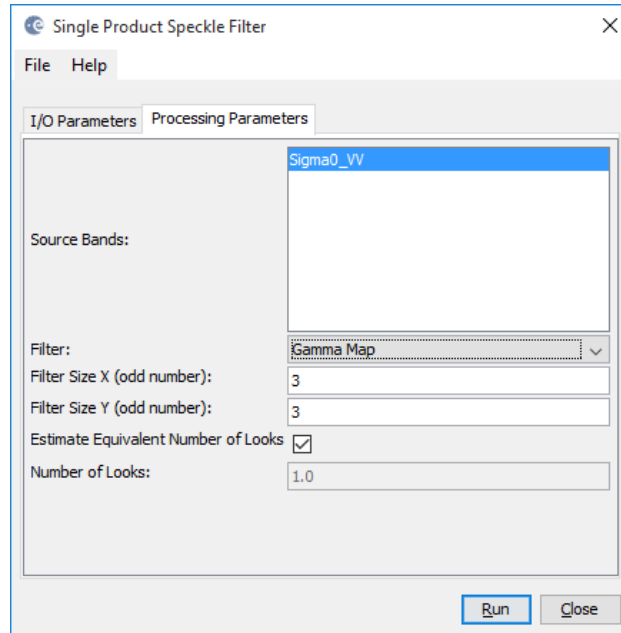 Single Product Speckle Filter
File Help
I/O Parameters Processing Parameters
Source Bands:
Sigma0_VV
Filter:
Gamma Map
Filter Size X (odd number):
3
Filter Size Y (odd number):
3
Estimate Equivalent Number of Looks
Number of Looks:
1.0
Run Close